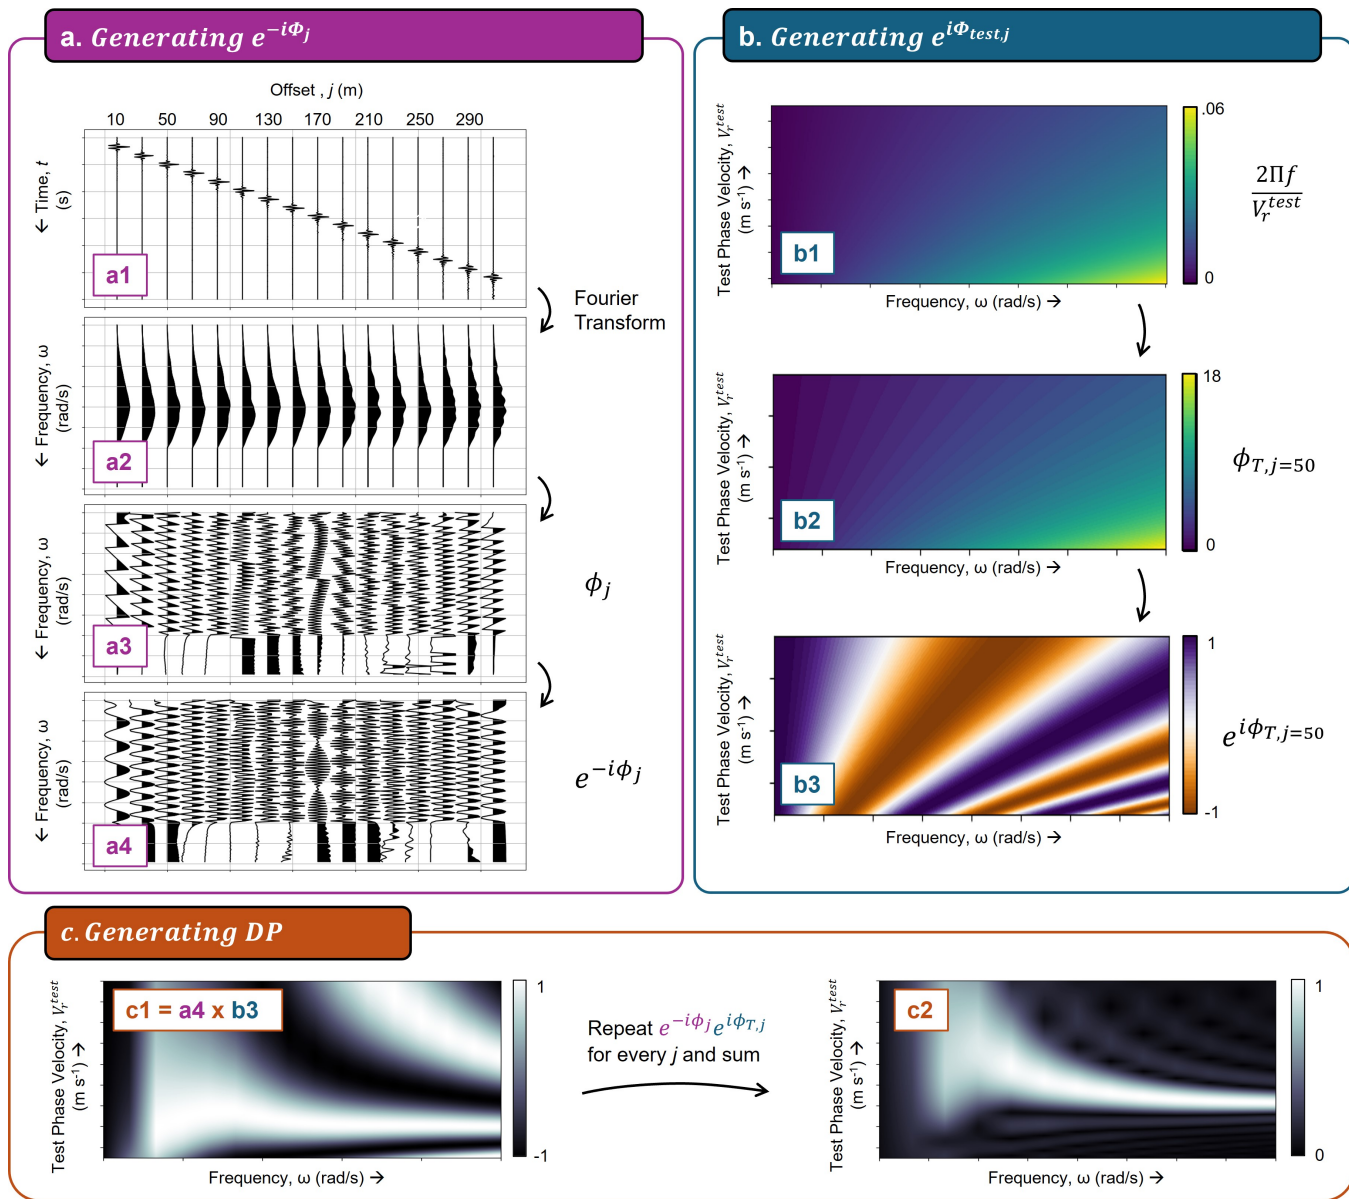 a. Generating e^{-iΦ_j}
Offset , j (m)
10 50 90 130 170 210 250 290
← Time, t
(s)
a1
Fourier
Transform
← Frequency, ω
(rad/s)
a2
← Frequency, ω
(rad/s)
a3
ϕ_j
← Frequency, ω
(rad/s)
a4
e^{-iϕ_j}
b. Generating e^{iΦ_{test,j}}
Test Phase Velocity, V_r^{test}
(m s⁻¹) →
b1
.06
0
2Πf
V_r^{test}
Frequency, ω (rad/s) →
Test Phase Velocity, V_r^{test}
(m s⁻¹) →
b2
18
0
ϕ_{T,j=50}
Frequency, ω (rad/s) →
Test Phase Velocity, V_r^{test}
(m s⁻¹) →
b3
1
-1
e^{iϕ_{T,j=50}}
Frequency, ω (rad/s) →
c. Generating DP
Test Phase Velocity, V_r^{test}
(m s⁻¹) →
c1 = a4 x b3
1
-1
Frequency, ω (rad/s) →
Repeat e^{-iϕ_j}e^{iϕ_{T,j}}
for every j and sum
Test Phase Velocity, V_r^{test}
(m s⁻¹) →
c2
1
0
Frequency, ω (rad/s) →